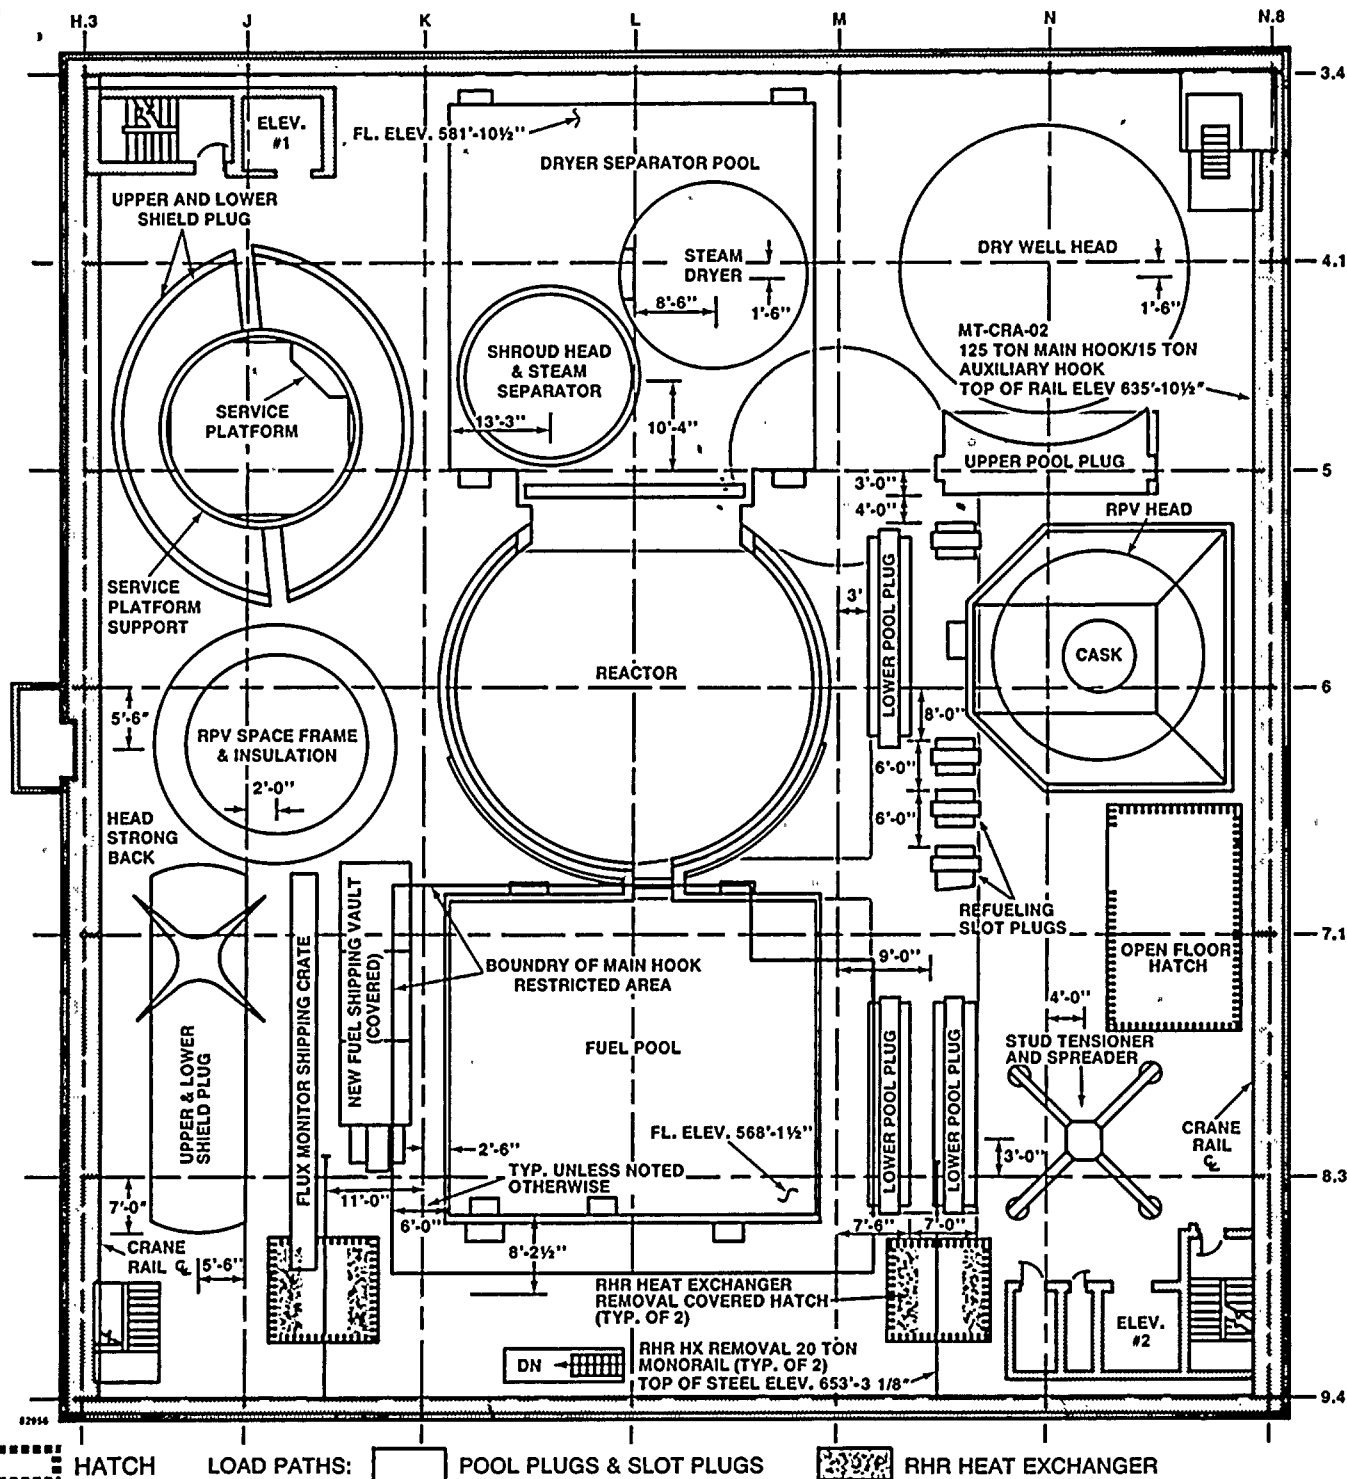 H.3 J K L M N N.8
3.4
ELEV.
#1
FL. ELEV. 581'-10½"
DRYER SEPARATOR POOL
UPPER AND LOWER
SHIELD PLUG
STEAM
DRYER
8'-6"
1'-6"
DRY WELL HEAD
1'-6"
4.1
MT-CRA-02
125 TON MAIN HOOK/15 TON
AUXILIARY HOOK
TOP OF RAIL ELEV 635'-10½"
SHROUD HEAD
& STEAM
SEPARATOR
13'-3"
10'-4"
SERVICE
PLATFORM
UPPER POOL PLUG
5
3'-0"
4'-0"
RPV HEAD
SERVICE
PLATFORM
SUPPORT
3'
LOWER POOL PLUG
CASK
REACTOR
6
5'-6"
RPV SPACE FRAME
& INSULATION
2'-0"
8'-0"
6'-0"
6'-0"
HEAD
STRONG
BACK
REFUELING
SLOT PLUGS
7.1
OPEN FLOOR
HATCH
BOUNDRY OF MAIN HOOK
RESTRICTED AREA
9'-0"
4'-0"
UPPER & LOWER
SHIELD PLUG
FLUX MONITOR SHIPPING CRATE
NEW FUEL SHIPPING VAULT
(COVERED)
FUEL POOL
STUD TENSIONER
AND SPREADER
LOWER POOL PLUG
LOWER POOL PLUG
FL. ELEV. 568'-1½"
2'-6"
TYP. UNLESS NOTED
OTHERWISE
3'-0"
CRANE
RAIL
℄
8.3
7'-0"
11'-0"
6'-0"
8'-2½"
7'-6"
7'-0"
CRANE
RAIL ℄
5'-6"
RHR HEAT EXCHANGER
REMOVAL COVERED HATCH
(TYP. OF 2)
ELEV.
#2
DN
RHR HX REMOVAL 20 TON
MONORAIL (TYP. OF 2)
TOP OF STEEL ELEV. 653'-3 1/8"
9.4
82956
HATCH LOAD PATHS: POOL PLUGS & SLOT PLUGS RHR HEAT EXCHANGER